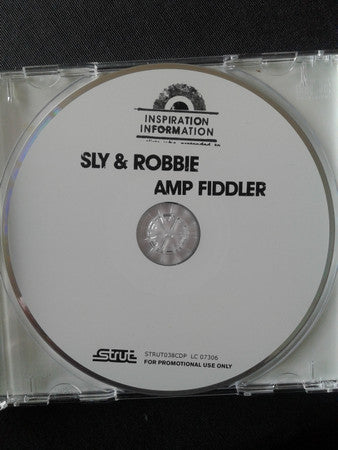 INSPIRATION
INFORMATION
SLY & ROBBIE
AMP FIDDLER
Strut
STRUT038CDP LC 07306
FOR PROMOTIONAL USE ONLY